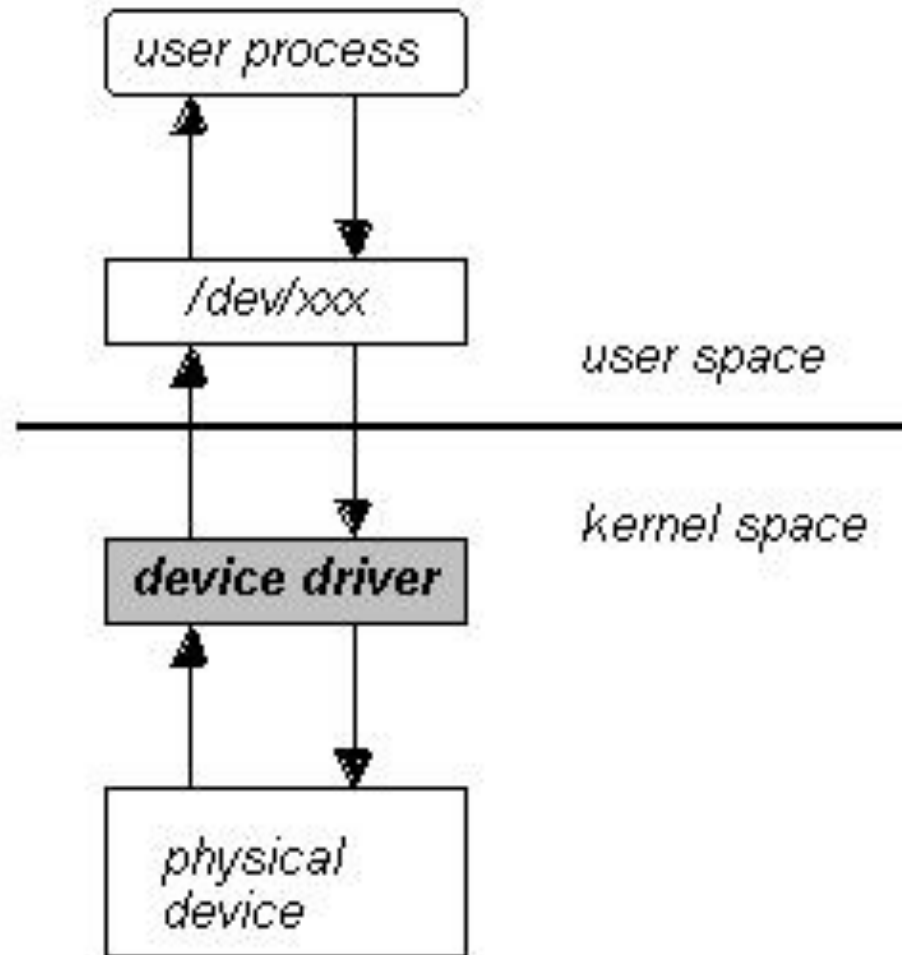 user process
/dev/xxx
user space
kernel space
device driver
physical
device